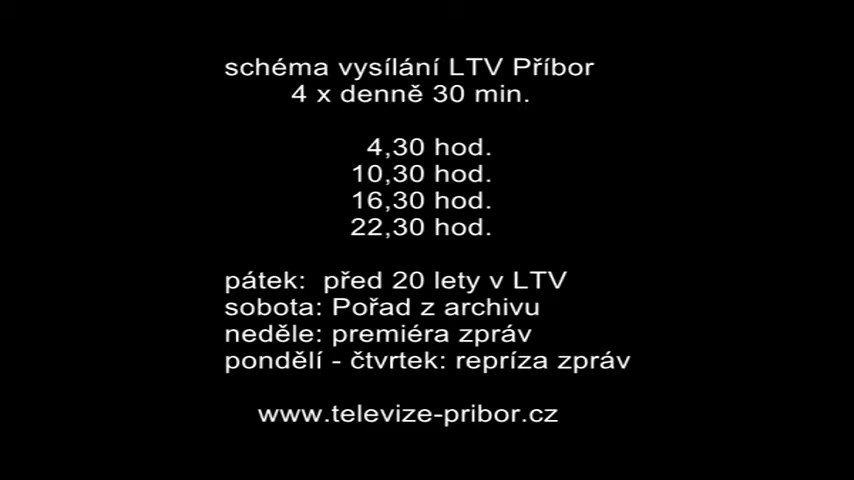 schéma vysílání LTV Příbor
4 x denně 30 min.
4,30 hod.
10,30 hod.
16,30 hod.
22,30 hod.
pátek: před 20 lety v LTV
sobota: Pořad z archivu
neděle: premiéra zpráv
pondělí - čtvrtek: repríza zpráv
www.televize-pribor.cz